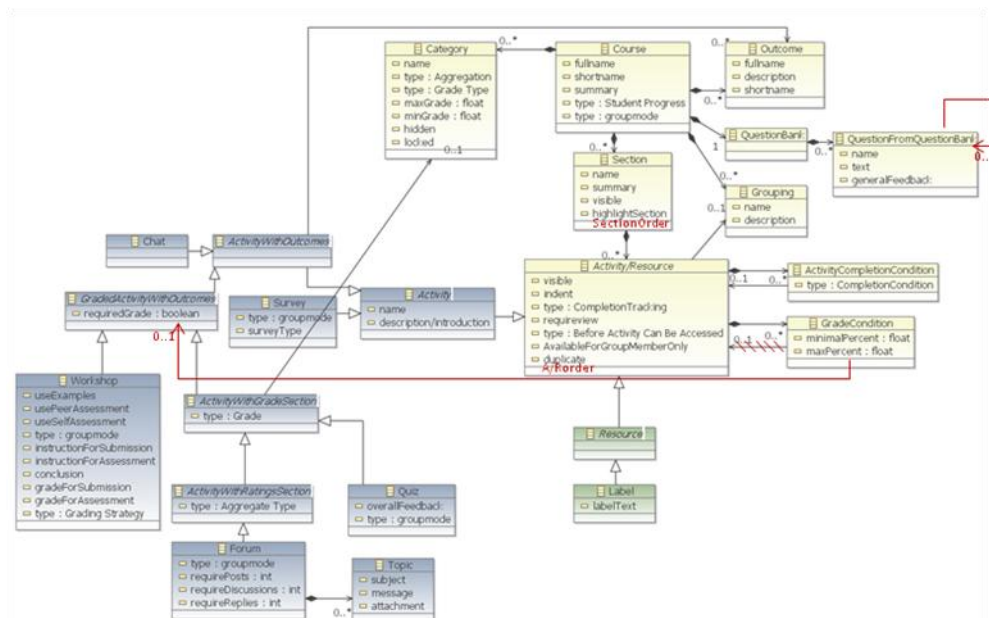 Category
name
type : Aggregation
type : Grade Type
maxGrade : float
minGrade : float
hidden
locked
0..1
0..*
Course
fullname
shortname
summary
type : Student Progress
type : groupmode
0..*
Outcome
fullname
description
shortname
0..*
QuestionBank
1
0..*
QuestionFromQuestionBank
name
text
generalFeedback
0..
0..*
Section
name
summary
visible
highlightSection
SectionOrder
0..*
0..*
Grouping
name
description
0..1
Chat
ActivityWithOutcomes
GradedActivityWithOutcomes
requiredGrade : boolean
0..1
Survey
type : groupmode
surveyType
Activity
name
description/introduction
Activity/Resource
visible
indent
type : CompletionTracking
requireview
type : Before Activity Can Be Accessed
AvailableForGroupMemberOnly
duplicate
A/Rorder
ActivityCompletionCondition
type : CompletionCondition
0..1
0..*
GradeCondition
minimalPercent : float
maxPercent : float
0..*
0..1
Workshop
useExamples
usePeerAssessment
useSelfAssessment
type : groupmode
instructionForSubmission
instructionForAssessment
conclusion
gradeForSubmission
gradeForAssessment
type : Grading Strategy
ActivityWithGradeSection
type : Grade
Resource
Label
labelText
ActivityWithRatingsSection
type : Aggregate Type
Quiz
overallFeedback
type : groupmode
Forum
type : groupmode
requirePosts : int
requireDiscussions : int
requireReplies : int
0..*
Topic
subject
message
attachment